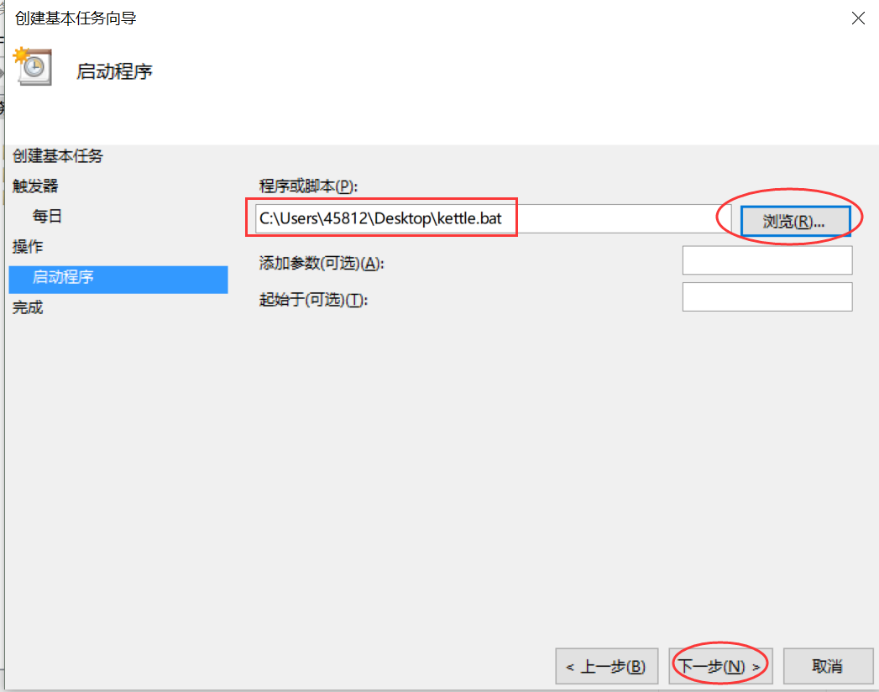 创建基本任务向导
启动程序
创建基本任务
触发器
每日
操作
启动程序
完成
程序或脚本(P):
C:\Users\45812\Desktop\kettle.bat
浏览(R)...
添加参数(可选)(A):
起始于(可选)(T):
< 上一步(B)
下一步(N) >
取消